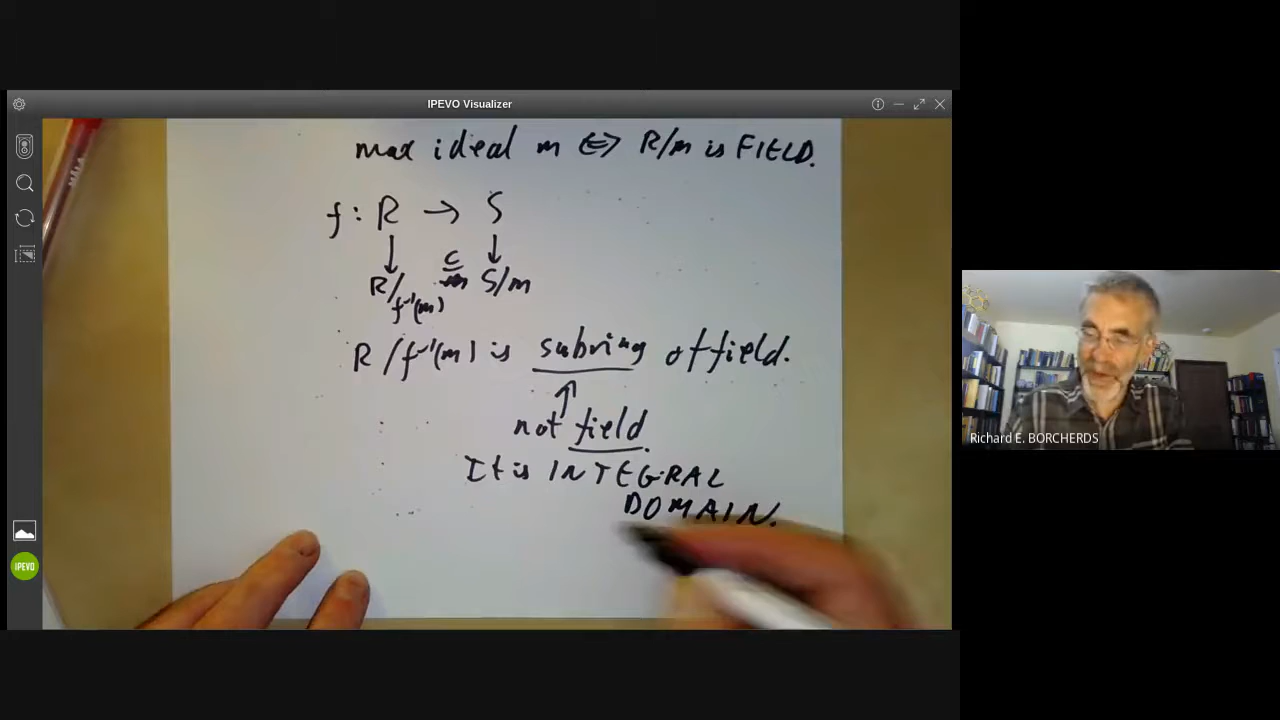 IPEVO Visualizer
max ideal m ⇔ R/m is FIELD.
f: R → S
↓ ↓
R/f⁻¹(m) ⊆ S/m
R/f⁻¹(m) is subring of field.
↑
not field.
It is INTEGRAL
DOMAIN.
Richard E. BORCHERDS
IPEVO